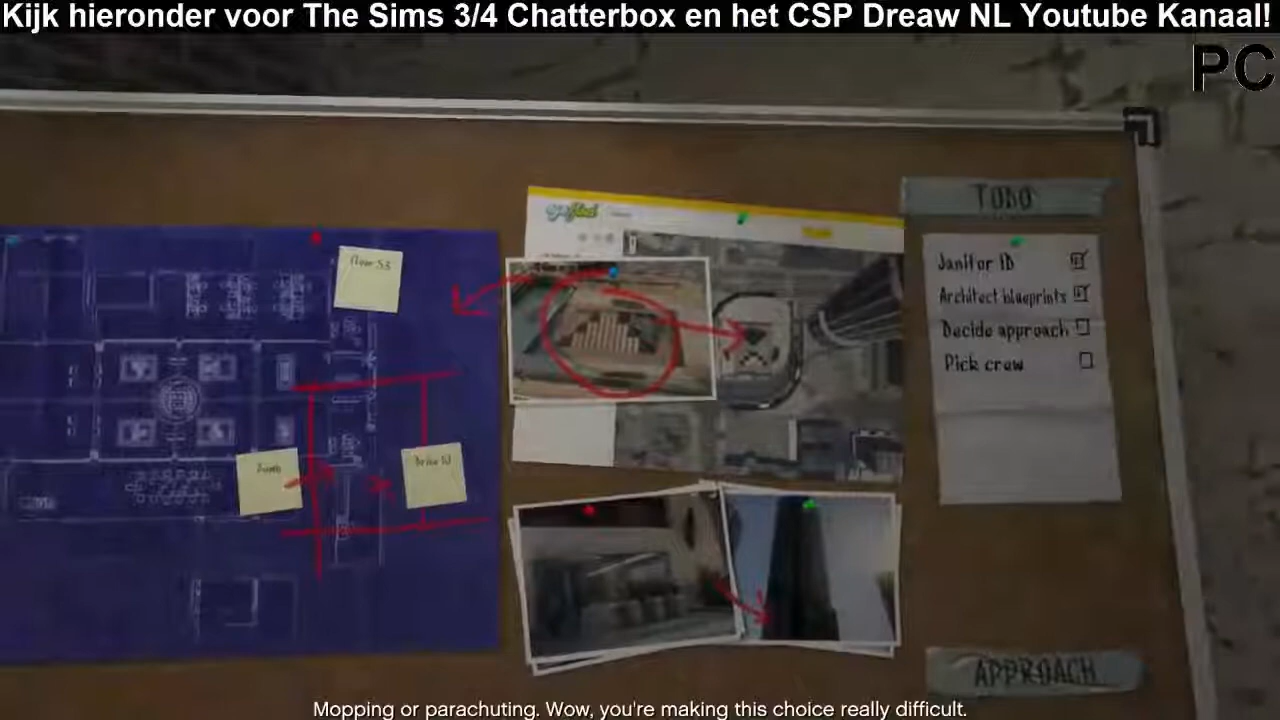 Kijk hieronder voor The Sims 3/4 Chatterbox en het CSP Dreaw NL Youtube Kanaal!
PC
TODO
Janitor ID
Architect blueprints
Decide approach
Pick crew
APPROACH
Mopping or parachuting. Wow, you're making this choice really difficult.